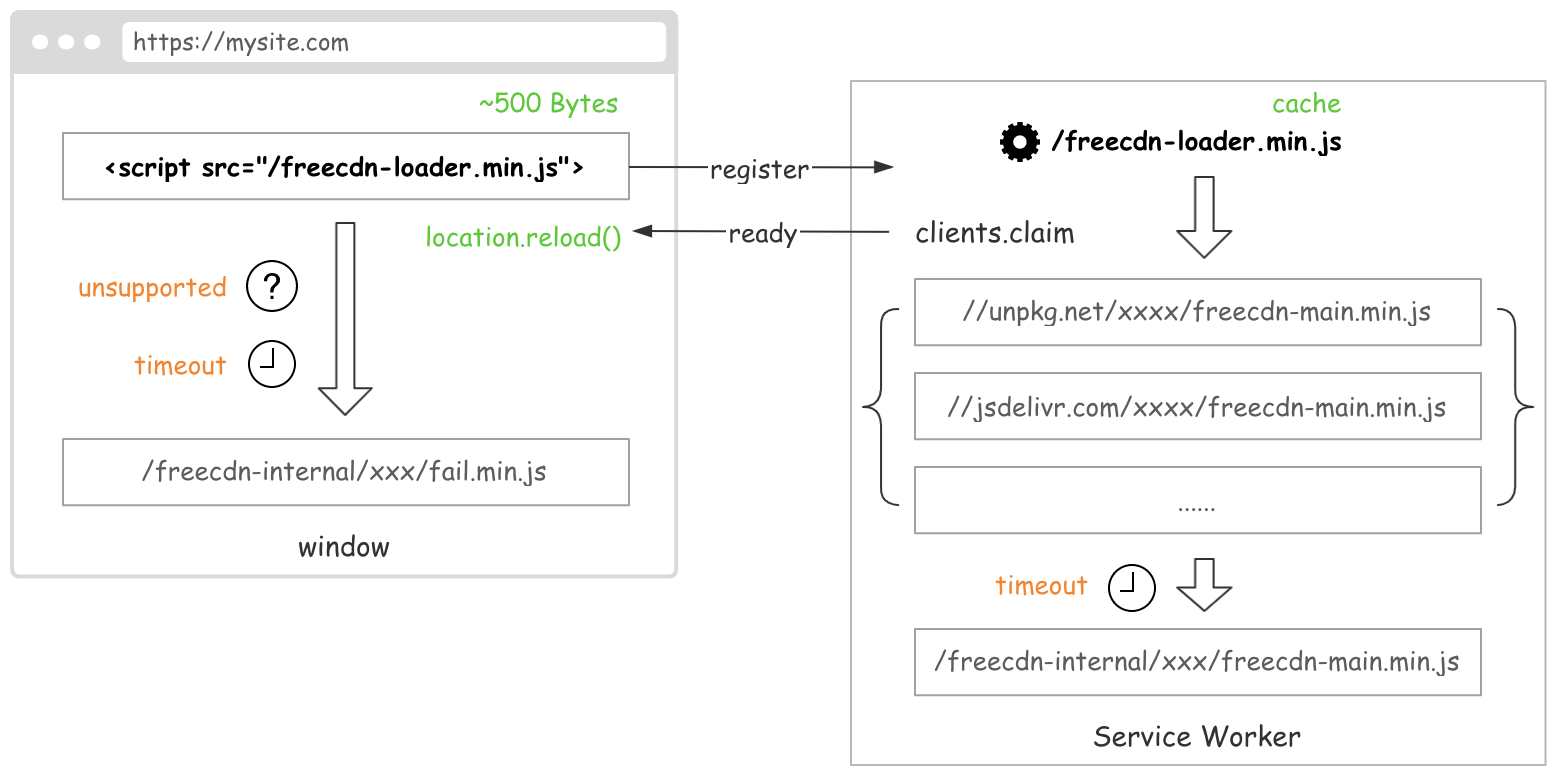 https://mysite.com
~500 Bytes
<script src="/freecdn-loader.min.js">
register
location.reload()
ready
unsupported
?
timeout
/freecdn-internal/xxx/fail.min.js
window
cache
/freecdn-loader.min.js
clients.claim
//unpkg.net/xxxx/freecdn-main.min.js
//jsdelivr.com/xxxx/freecdn-main.min.js
......
timeout
/freecdn-internal/xxx/freecdn-main.min.js
Service Worker